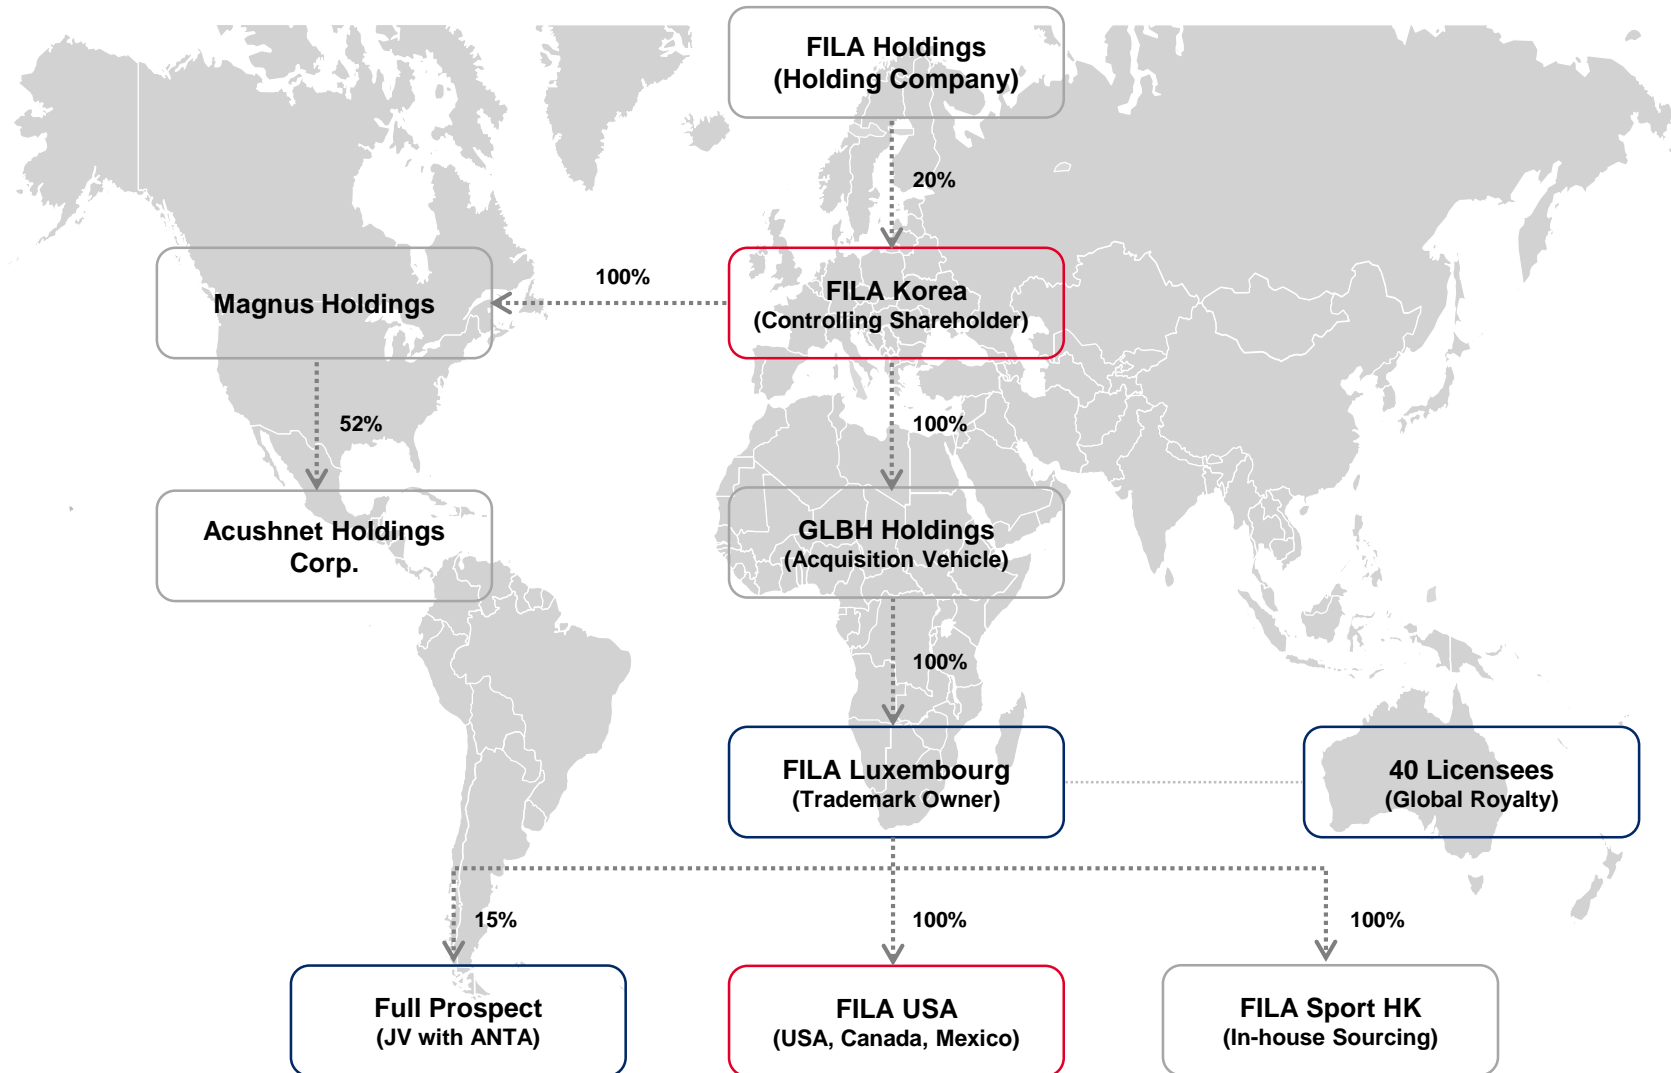 FILA Holdings
(Holding Company)
20%
Magnus Holdings
100%
FILA Korea
(Controlling Shareholder)
52%
100%
Acushnet Holdings
Corp.
GLBH Holdings
(Acquisition Vehicle)
100%
FILA Luxembourg
(Trademark Owner)
40 Licensees
(Global Royalty)
15%
100%
100%
Full Prospect
(JV with ANTA)
FILA USA
(USA, Canada, Mexico)
FILA Sport HK
(In-house Sourcing)